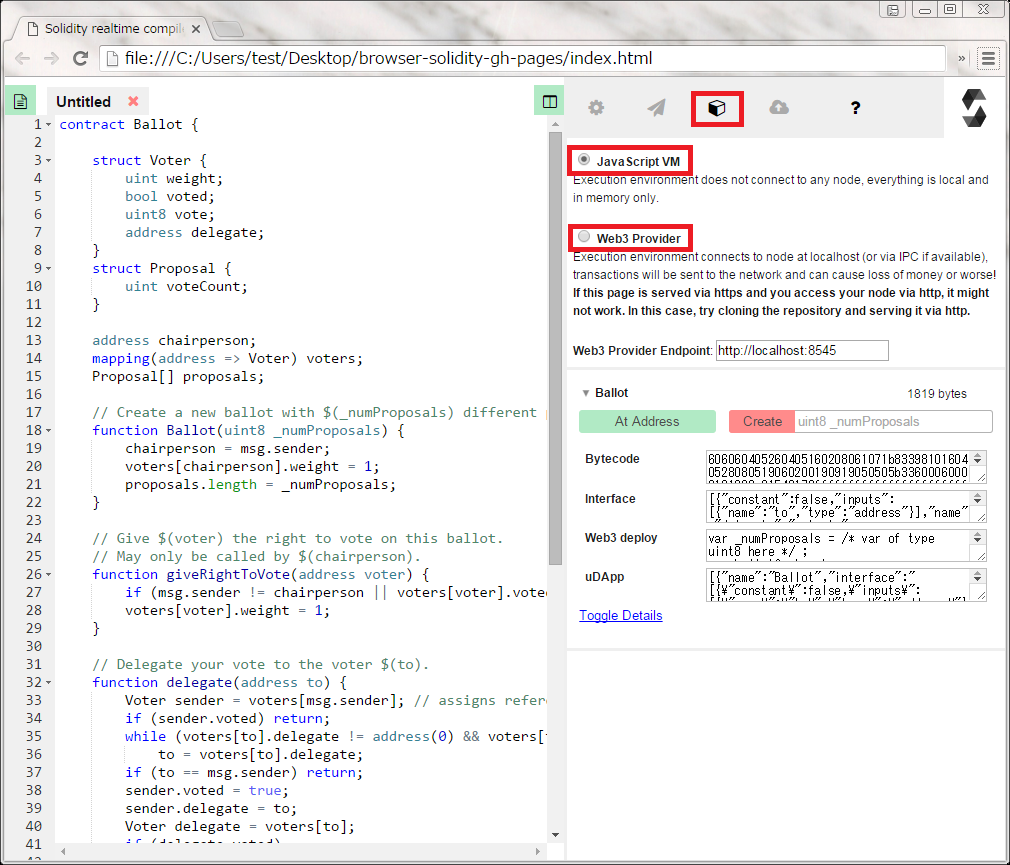 Solidity realtime compil
file:///C:/Users/test/Desktop/browser-solidity-gh-pages/index.html
»
Untitled
1 contract Ballot {
2
3 struct Voter {
4 uint weight;
5 bool voted;
6 uint8 vote;
7 address delegate;
8 }
9 struct Proposal {
10 uint voteCount;
11 }
12
13 address chairperson;
14 mapping(address => Voter) voters;
15 Proposal[] proposals;
16
17 // Create a new ballot with $(_numProposals) different
18 function Ballot(uint8 _numProposals) {
19 chairperson = msg.sender;
20 voters[chairperson].weight = 1;
21 proposals.length = _numProposals;
22 }
23
24 // Give $(voter) the right to vote on this ballot.
25 // May only be called by $(chairperson).
26 function giveRightToVote(address voter) {
27 if (msg.sender != chairperson || voters[voter].voted
28 voters[voter].weight = 1;
29 }
30
31 // Delegate your vote to the voter $(to).
32 function delegate(address to) {
33 Voter sender = voters[msg.sender]; // assigns refer
34 if (sender.voted) return;
35 while (voters[to].delegate != address(0) && voters[
36 to = voters[to].delegate;
37 if (to == msg.sender) return;
38 sender.voted = true;
39 sender.delegate = to;
40 Voter delegate = voters[to];
41 if (delegate.voted)
?
JavaScript VM
Execution environment does not connect to any node, everything is local and
in memory only.
Web3 Provider
Execution environment connects to node at localhost (or via IPC if available),
transactions will be sent to the network and can cause loss of money or worse!
If this page is served via https and you access your node via http, it might
not work. In this case, try cloning the repository and serving it via http.
Web3 Provider Endpoint: http://localhost:8545
Ballot 1819 bytes
At Address Create uint8 _numProposals
Bytecode
6060604052604051602080610 71b83398101604
0528080519060200190919050505b3360006000
Interface
[{"constant":false,"inputs":
[{"name":"to","type":"address"}],"name"
Web3 deploy
var _numProposals = /* var of type
uint8 here */ ;
uDApp
[{"name":"Ballot","interface":"
[{¥"constant¥":false,¥"inputs¥":
Toggle Details